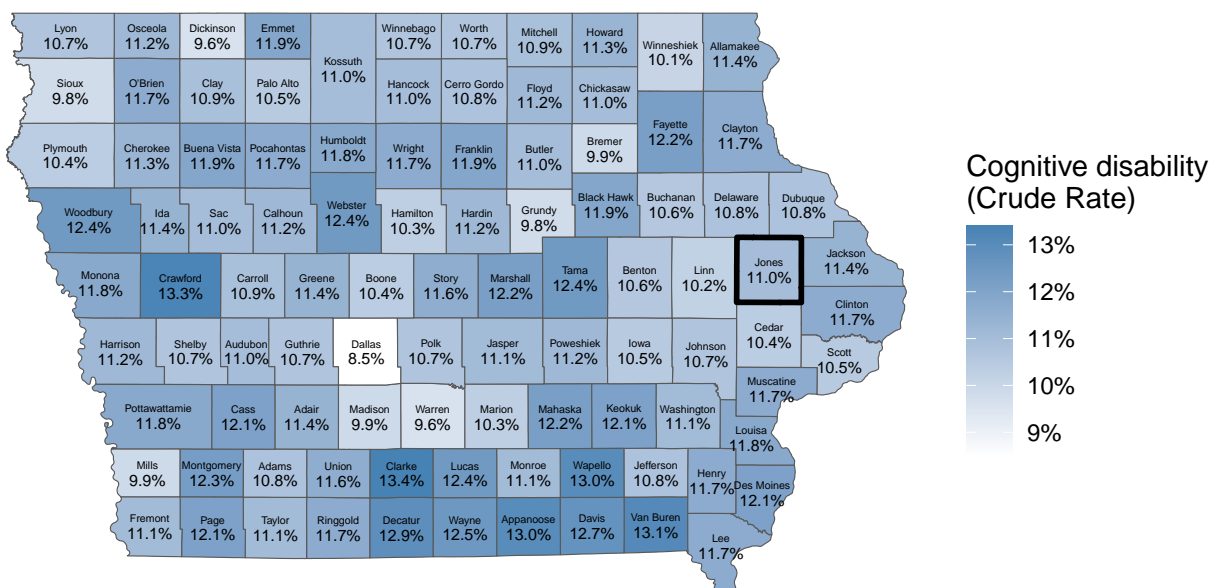 Lyon
10.7%
Osceola
11.2%
Dickinson
9.6%
Emmet
11.9%
Kossuth
11.0%
Winnebago
10.7%
Worth
10.7%
Mitchell
10.9%
Howard
11.3%
Winneshiek
10.1%
Allamakee
11.4%
Sioux
9.8%
O'Brien
11.7%
Clay
10.9%
Palo Alto
10.5%
Hancock
11.0%
Cerro Gordo
10.8%
Floyd
11.2%
Chickasaw
11.0%
Fayette
12.2%
Clayton
11.7%
Plymouth
10.4%
Cherokee
11.3%
Buena Vista
11.9%
Pocahontas
11.7%
Humboldt
11.8%
Wright
11.7%
Franklin
11.9%
Butler
11.0%
Bremer
9.9%
Woodbury
12.4%
Ida
11.4%
Sac
11.0%
Calhoun
11.2%
Webster
12.4%
Hamilton
10.3%
Hardin
11.2%
Grundy
9.8%
Black Hawk
11.9%
Buchanan
10.6%
Delaware
10.8%
Dubuque
10.8%
Monona
11.8%
Crawford
13.3%
Carroll
10.9%
Greene
11.4%
Boone
10.4%
Story
11.6%
Marshall
12.2%
Tama
12.4%
Benton
10.6%
Linn
10.2%
Jones
11.0%
Jackson
11.4%
Clinton
11.7%
Harrison
11.2%
Shelby
10.7%
Audubon
11.0%
Guthrie
10.7%
Dallas
8.5%
Polk
10.7%
Jasper
11.1%
Poweshiek
11.2%
Iowa
10.5%
Johnson
10.7%
Cedar
10.4%
Scott
10.5%
Muscatine
11.7%
Pottawattamie
11.8%
Cass
12.1%
Adair
11.4%
Madison
9.9%
Warren
9.6%
Marion
10.3%
Mahaska
12.2%
Keokuk
12.1%
Washington
11.1%
Louisa
11.8%
Mills
9.9%
Montgomery
12.3%
Adams
10.8%
Union
11.6%
Clarke
13.4%
Lucas
12.4%
Monroe
11.1%
Wapello
13.0%
Jefferson
10.8%
Henry
11.7%
Des Moines
12.1%
Fremont
11.1%
Page
12.1%
Taylor
11.1%
Ringgold
11.7%
Decatur
12.9%
Wayne
12.5%
Appanoose
13.0%
Davis
12.7%
Van Buren
13.1%
Lee
11.7%
Cognitive disability
(Crude Rate)
13%
12%
11%
10%
9%